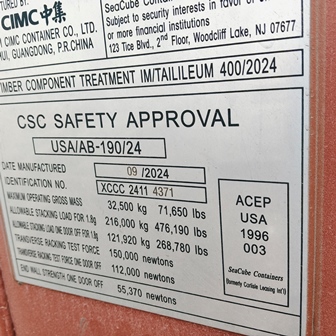 CIMC中集
CIMC CONTAINER CO., LTD.
HUI, GUANGDONG, P.R.CHINA
SeaCube Containers
Subject to security interests in favor of
or more financial institutions
123 Tice Blvd., 2nd Floor, Woodcliff Lake, NJ 07677
TIMBER COMPONENT TREATMENT IM/TAILILEUM 400/2024
CSC SAFETY APPROVAL
USA/AB-190/24
DATE MANUFACTURED 09 /2024
IDENTIFICATION NO. XCCC 2411 4371
MAXIMUM OPERATING GROSS MASS 32,500 kg 71,650 lbs
ALLOWABLE STACKING LOAD FOR 1.8g 216,000 kg 476,190 lbs
ALLOWABLE STACKING LOAD ONE DOOR OFF FOR 1.8g 121,920 kg 268,780 lbs
TRANSVERSE RACKING TEST FORCE 150,000 newtons
TRANSVERSE RACKING TEST FORCE ONE DOOR OFF 112,000 newtons
END WALL STRENGTH ONE DOOR OFF 55,370 newtons
ACEP
USA
1996
003
SeaCube Containers
(formerly Carlisle Leasing Int'l)